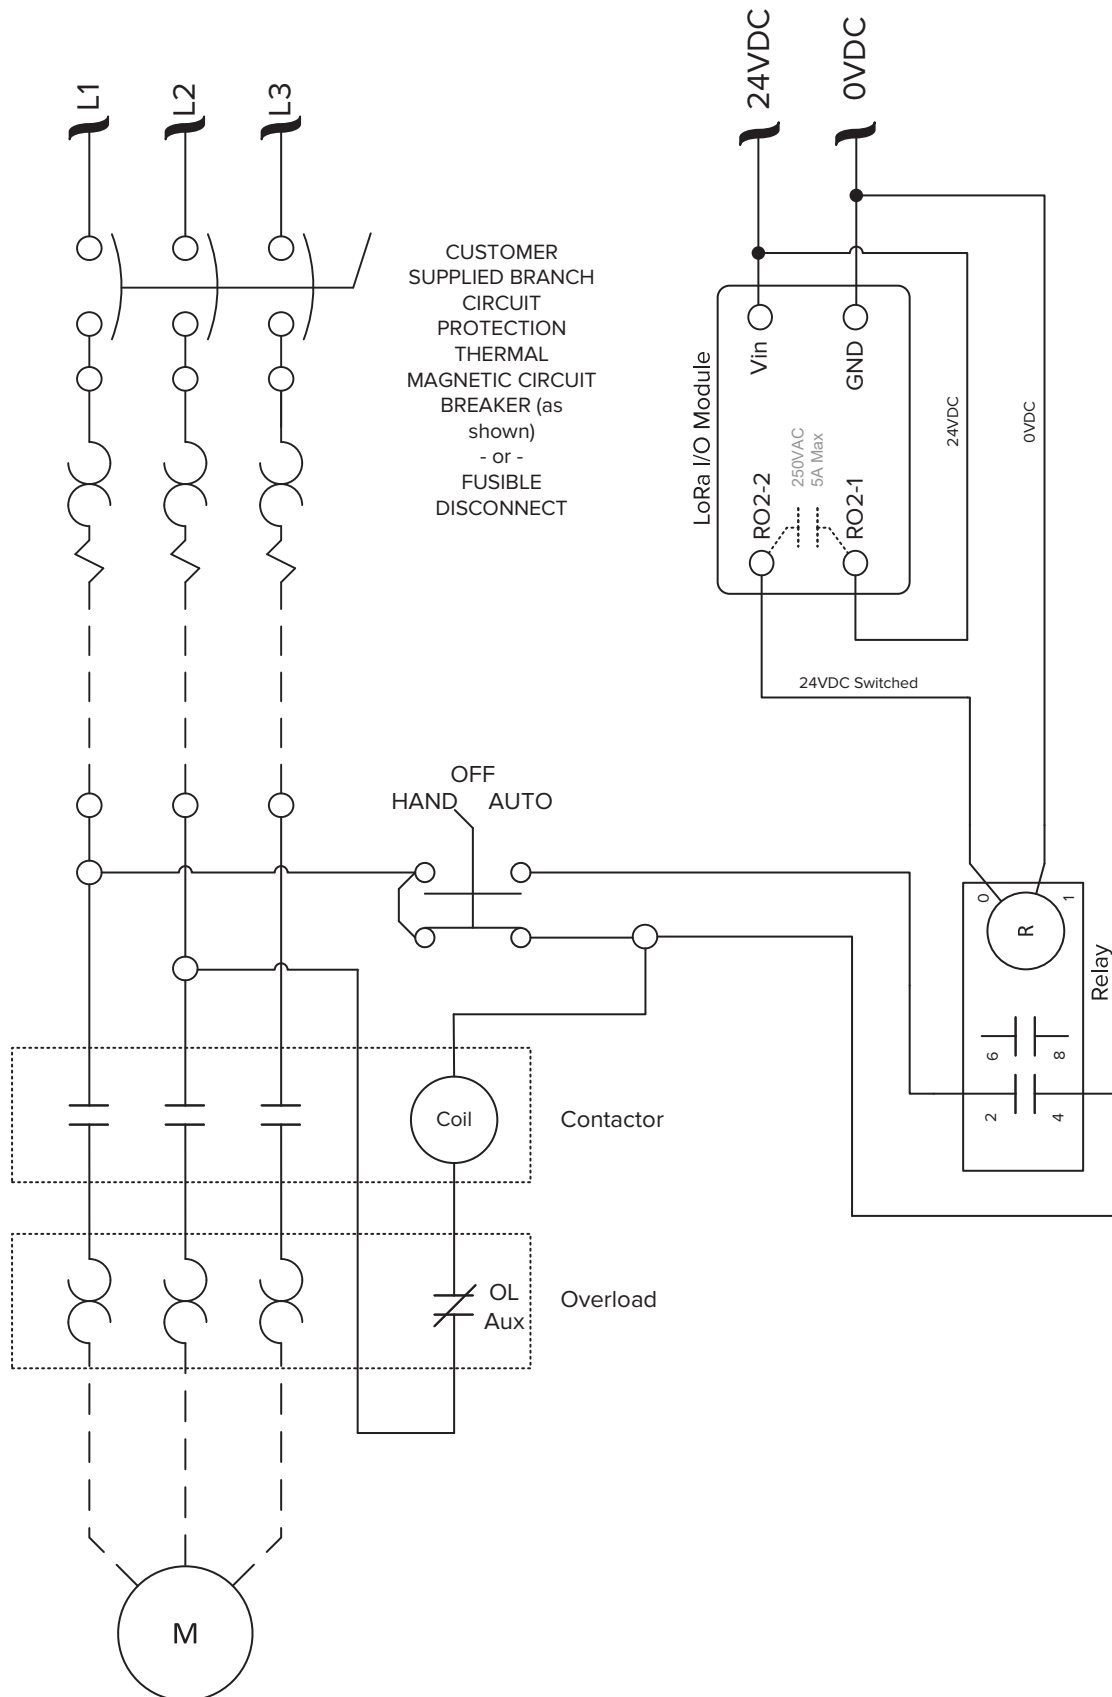 L1
L2
L3
24VDC
0VDC
CUSTOMER
SUPPLIED BRANCH
CIRCUIT
PROTECTION
THERMAL
MAGNETIC CIRCUIT
BREAKER (as
shown)
- or -
FUSIBLE
DISCONNECT
LoRa I/O Module
Vin
GND
RO2-2
250VAC
5A Max
RO2-1
24VDC
0VDC
24VDC Switched
OFF
HAND AUTO
0
1
R
Relay
6
8
2
4
Coil
Contactor
OL
Aux
Overload
M